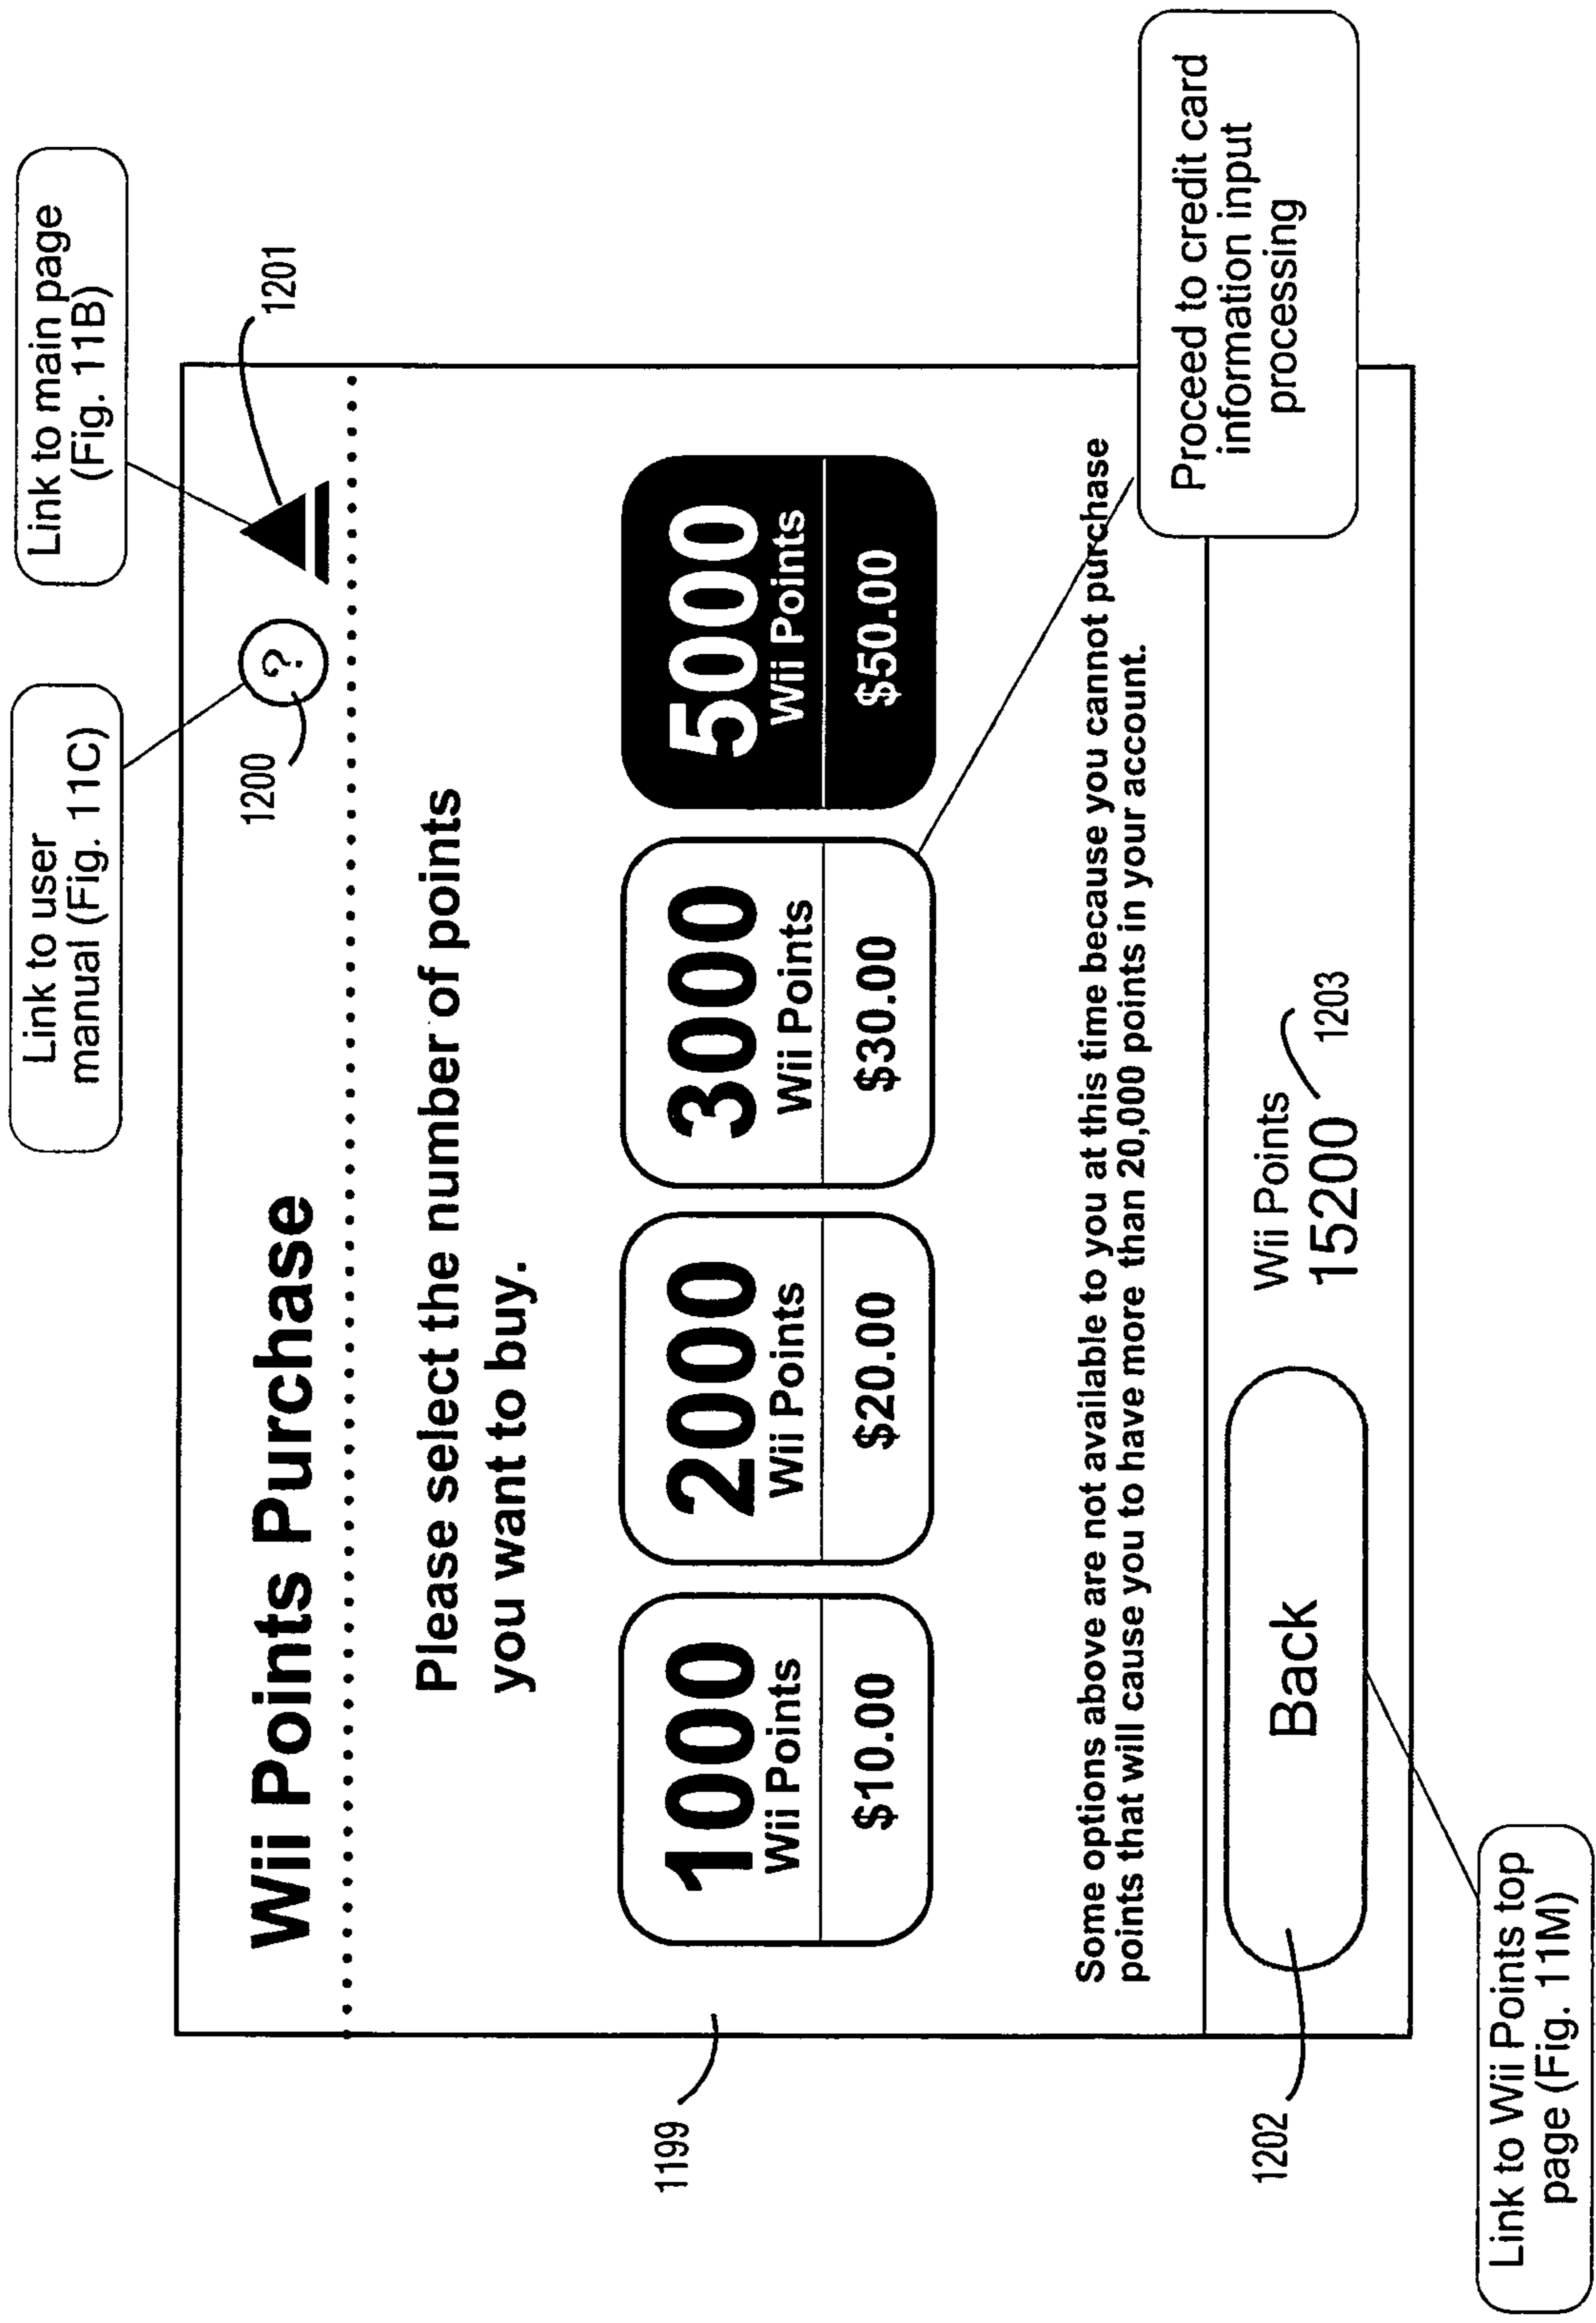 Link to user
manual (Fig. 11C)
Link to main page
(Fig. 11B)
1200
1201
Wii Points Purchase
?
Please select the number of points
you want to buy.
1199
1000
Wii Points
$10.00
2000
Wii Points
$20.00
3000
Wii Points
$30.00
5000
Wii Points
$50.00
Some options above are not available to you at this time because you cannot purchase
points that will cause you to have more than 20,000 points in your account.
Proceed to credit card
information input
processing
1202
Back
Wii Points
15200
1203
Link to Wii Points top
page (Fig. 11M)